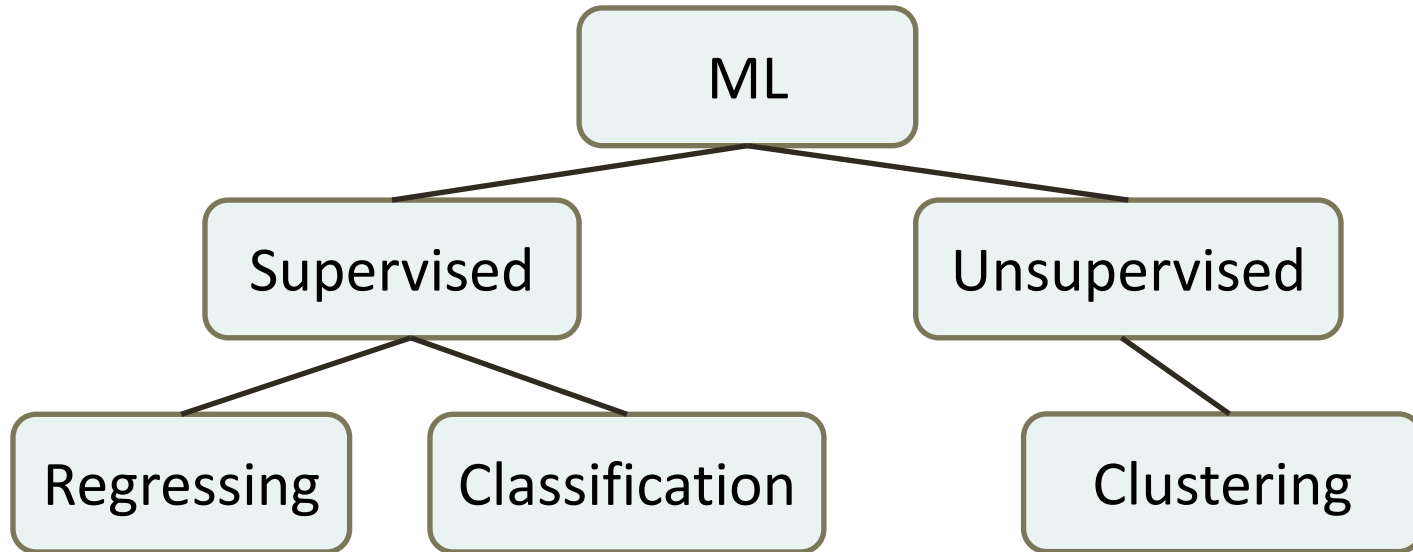 ML
Supervised
Unsupervised
Regressing
Classification
Clustering